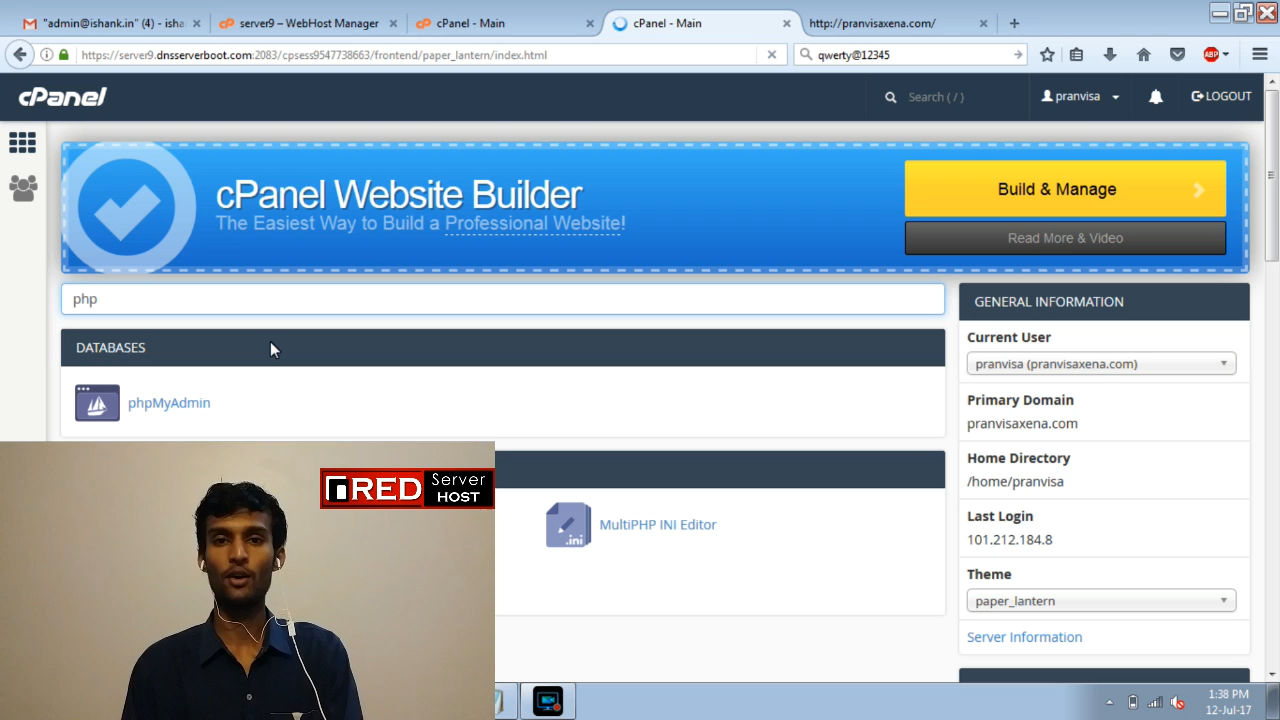 "admin@ishank.in" (4) - isha
server9 – WebHost Manager
cPanel - Main
cPanel - Main
http://pranvisaxena.com/
https://server9.dnsserverboot.com:2083/cpsess9547738663/frontend/paper_lantern/index.html
qwerty@12345
ABP
cPanel
Search ( / )
pranvisa
LOGOUT
cPanel Website Builder
The Easiest Way to Build a Professional Website!
Build & Manage
Read More & Video
php
GENERAL INFORMATION
DATABASES
Current User
pranvisa (pranvisaxena.com)
phpMyAdmin
Primary Domain
pranvisaxena.com
Home Directory
/home/pranvisa
RED Server HOST
MultiPHP INI Editor
.ini
Last Login
101.212.184.8
Theme
paper_lantern
Server Information
1:38 PM
12-Jul-17